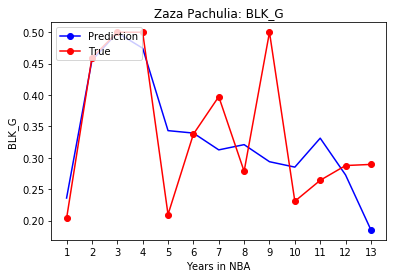 Zaza Pachulia: BLK_G
Prediction
True
0.50
0.45
0.40
0.35
0.30
0.25
0.20
BLK_G
1 2 3 4 5 6 7 8 9 10 11 12 13
Years in NBA